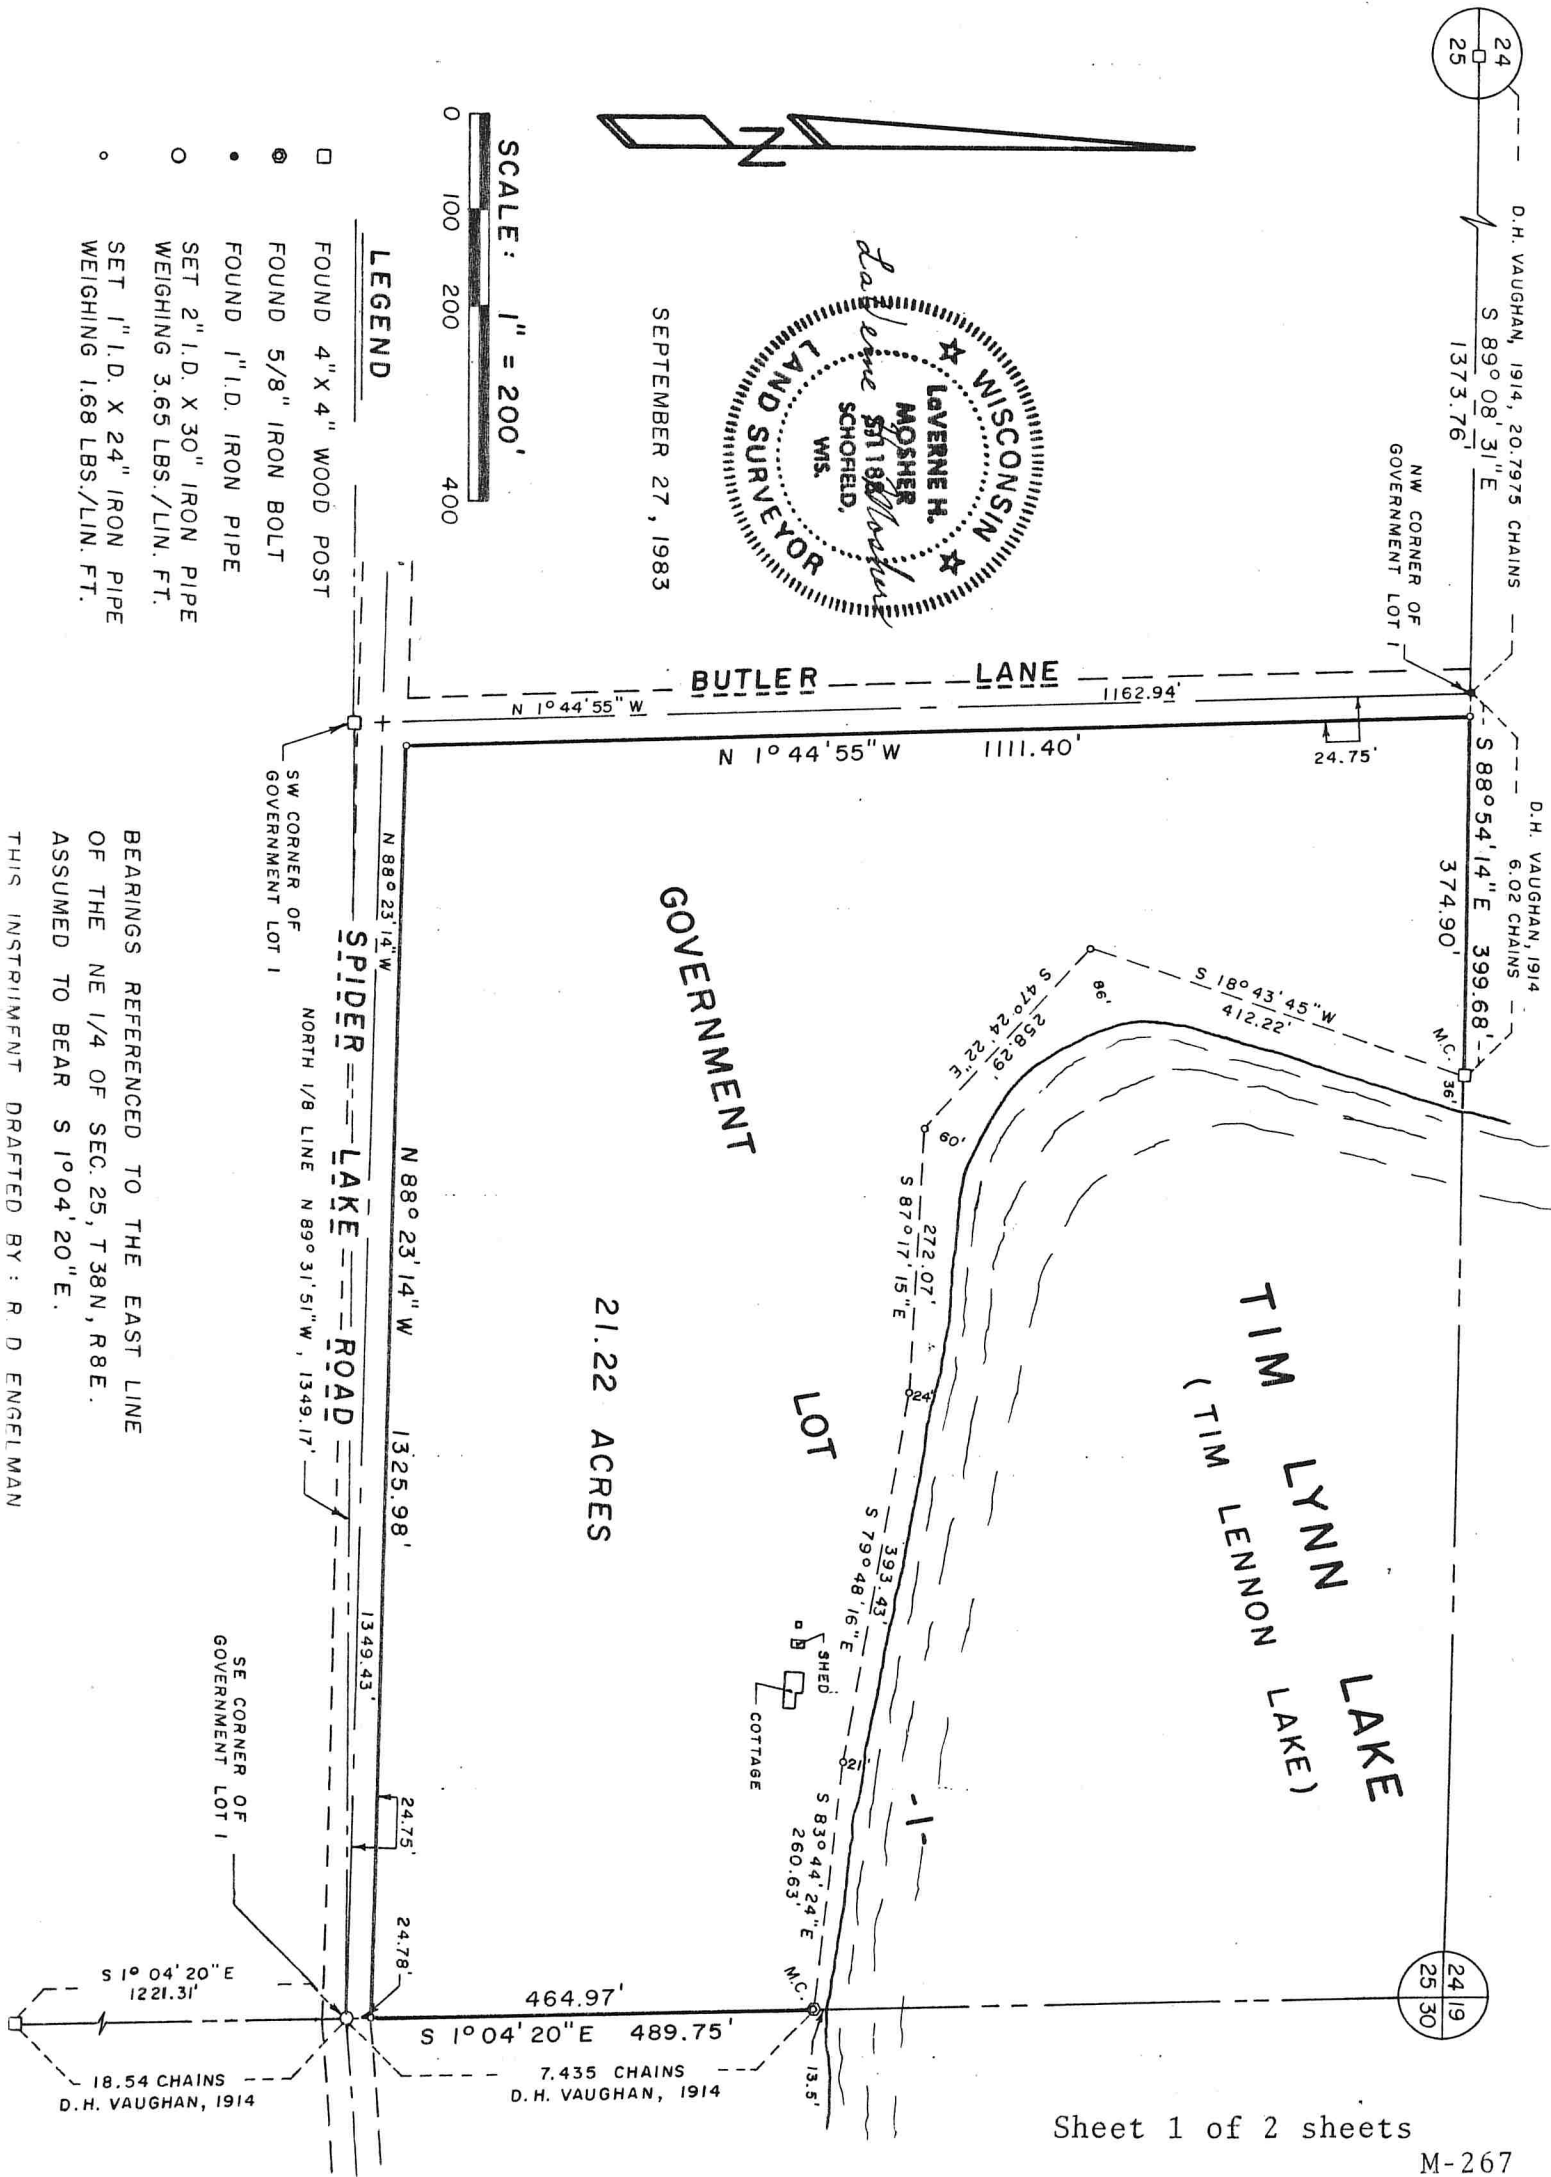 24
25
D.H. VAUGHAN, 1914, 20.7975 CHAINS
S 89° 08' 31" E
1373.76'
NW CORNER OF
GOVERNMENT LOT 1
D.H. VAUGHAN, 1914
6.02 CHAINS
S 88° 54' 14" E 399.68'
374.90'
M.C.
36'
24 19
25 30
BUTLER LANE
N 1° 44' 55" W
1162.94'
N 1° 44' 55" W 1111.40'
24.75'
S 18° 43' 45" W
412.22'
86'
258.29'
S 47° 24' 22" E
60'
272.07'
S 87° 17' 15" E
24'
393.43'
S 79° 48' 16" E
21'
S 83° 44' 24" E
260.63'
M.C.
13.5'
TIM LYNN LAKE
(TIM LENNON LAKE)
GOVERNMENT LOT -1-
21.22 ACRES
SHED
COTTAGE
464.97'
S 1° 04' 20" E 489.75'
7.435 CHAINS
D.H. VAUGHAN, 1914
N
WISCONSIN
LAND SURVEYOR
LaVERNE H.
MOSHER
SCHOFIELD,
WIS.
LaVerne H. Mosher
SEPTEMBER 27, 1983
SCALE: 1" = 200'
0 100 200 400
LEGEND
FOUND 4" X 4" WOOD POST
FOUND 5/8" IRON BOLT
FOUND 1" I.D. IRON PIPE
SET 2" I.D. X 30" IRON PIPE
WEIGHING 3.65 LBS./LIN. FT.
SET 1" I.D. X 24" IRON PIPE
WEIGHING 1.68 LBS./LIN. FT.
N 88° 23' 14" W
N 88° 23' 14" W 1325.98'
1349.43'
24.75'
24.78'
SPIDER LAKE ROAD
SW CORNER OF
GOVERNMENT LOT 1
NORTH 1/8 LINE N 89° 31' 51" W, 1349.17'
SE CORNER OF
GOVERNMENT LOT 1
S 1° 04' 20" E
1221.31'
18.54 CHAINS
D.H. VAUGHAN, 1914
BEARINGS REFERENCED TO THE EAST LINE
OF THE NE 1/4 OF SEC. 25, T38N, R8E.
ASSUMED TO BEAR S 1° 04' 20" E.
THIS INSTRUMENT DRAFTED BY: R. D. ENGELMAN
Sheet 1 of 2 sheets
M-267